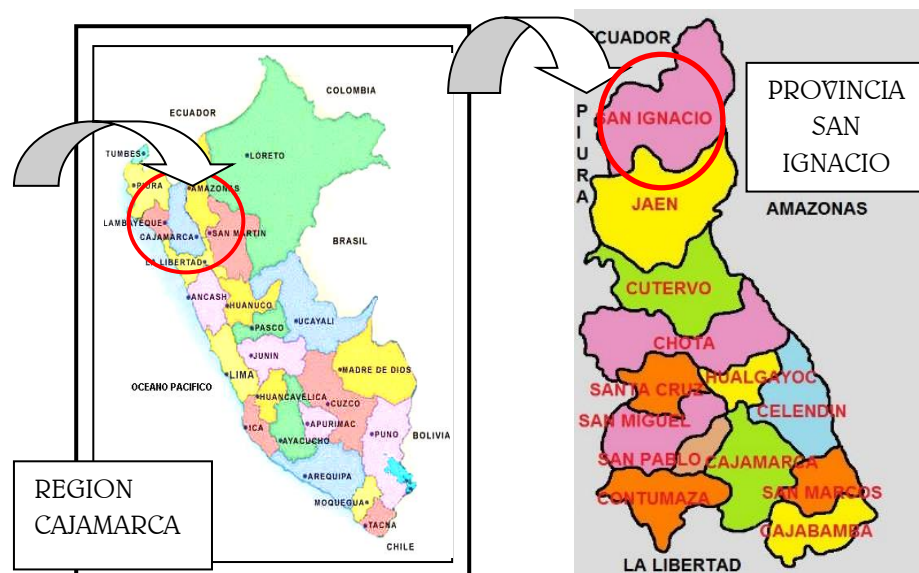 COLOMBIA
ECUADOR
TUMBES
LORETO
PIURA
AMAZONAS
LAMBAYEQUE
CAJAMARCA
SAN MARTIN
BRASIL
LA LIBERTAD
ANCASH
HUANUCO
UCAYALI
PASCO
JUNIN
LIMA
MADRE DE DIOS
OCEANO PACIFICO
HUANCAVELICA
CUZCO
ICA
APURIMAC
PUNO
AYACUCHO
BOLIVIA
AREQUIPA
MOQUEGUA
TACNA
CHILE
REGION
CAJAMARCA
ECUADOR
PIURA
SAN IGNACIO
JAEN
AMAZONAS
CUTERVO
CHOTA
HUALGAYOC
SANTA CRUZ
CELENDIN
SAN MIGUEL
SAN PABLO
CAJAMARCA
CONTUMAZA
SAN MARCOS
CAJABAMBA
LA LIBERTAD
PROVINCIA
SAN
IGNACIO